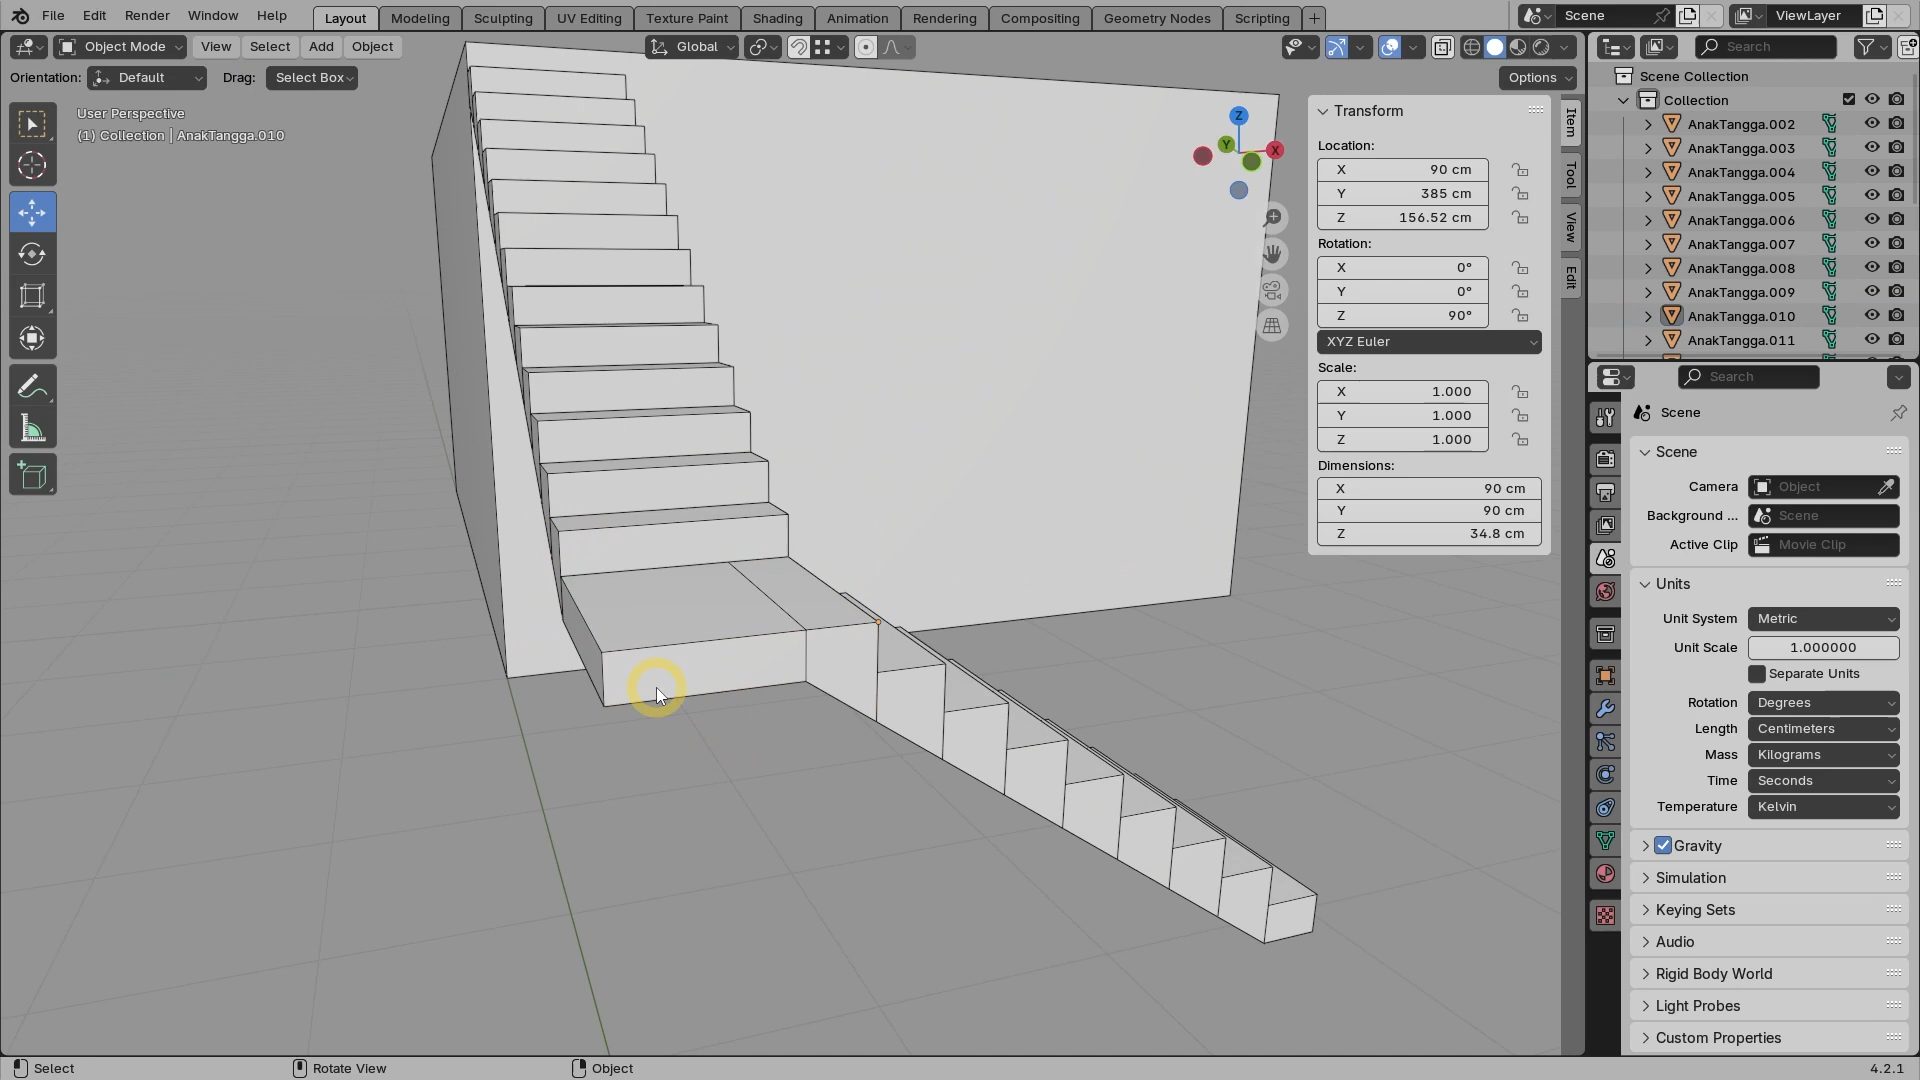 File Edit Render Window Help Layout Modeling Sculpting UV Editing Texture Paint Shading Animation Rendering Compositing Geometry Nodes Scripting + Scene ViewLayer
Object Mode View Select Add Object Global Search
Orientation: Default Drag: Select Box Options
User Perspective
(1) Collection | AnakTangga.010
Z
Y
X
Transform
Location:
X 90 cm
Y 385 cm
Z 156.52 cm
Rotation:
X 0°
Y 0°
Z 90°
XYZ Euler
Scale:
X 1.000
Y 1.000
Z 1.000
Dimensions:
X 90 cm
Y 90 cm
Z 34.8 cm
Item
Tool
View
Edit
Scene Collection
Collection
AnakTangga.002
AnakTangga.003
AnakTangga.004
AnakTangga.005
AnakTangga.006
AnakTangga.007
AnakTangga.008
AnakTangga.009
AnakTangga.010
AnakTangga.011
Search
Scene
Scene
Camera Object
Background ... Scene
Active Clip Movie Clip
Units
Unit System Metric
Unit Scale 1.000000
Separate Units
Rotation Degrees
Length Centimeters
Mass Kilograms
Time Seconds
Temperature Kelvin
Gravity
Simulation
Keying Sets
Audio
Rigid Body World
Light Probes
Custom Properties
Select Rotate View Object 4.2.1